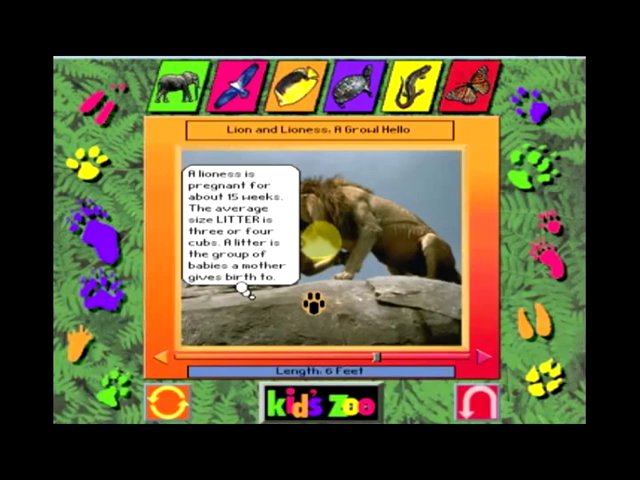 Lion and Lioness: A Growl Hello
A lioness is
pregnant for
about 15 weeks.
The average
size LITTER is
three or four
cubs. A litter is
the group of
babies a mother
gives birth to.
Length: 6 Feet
kid's Zoo